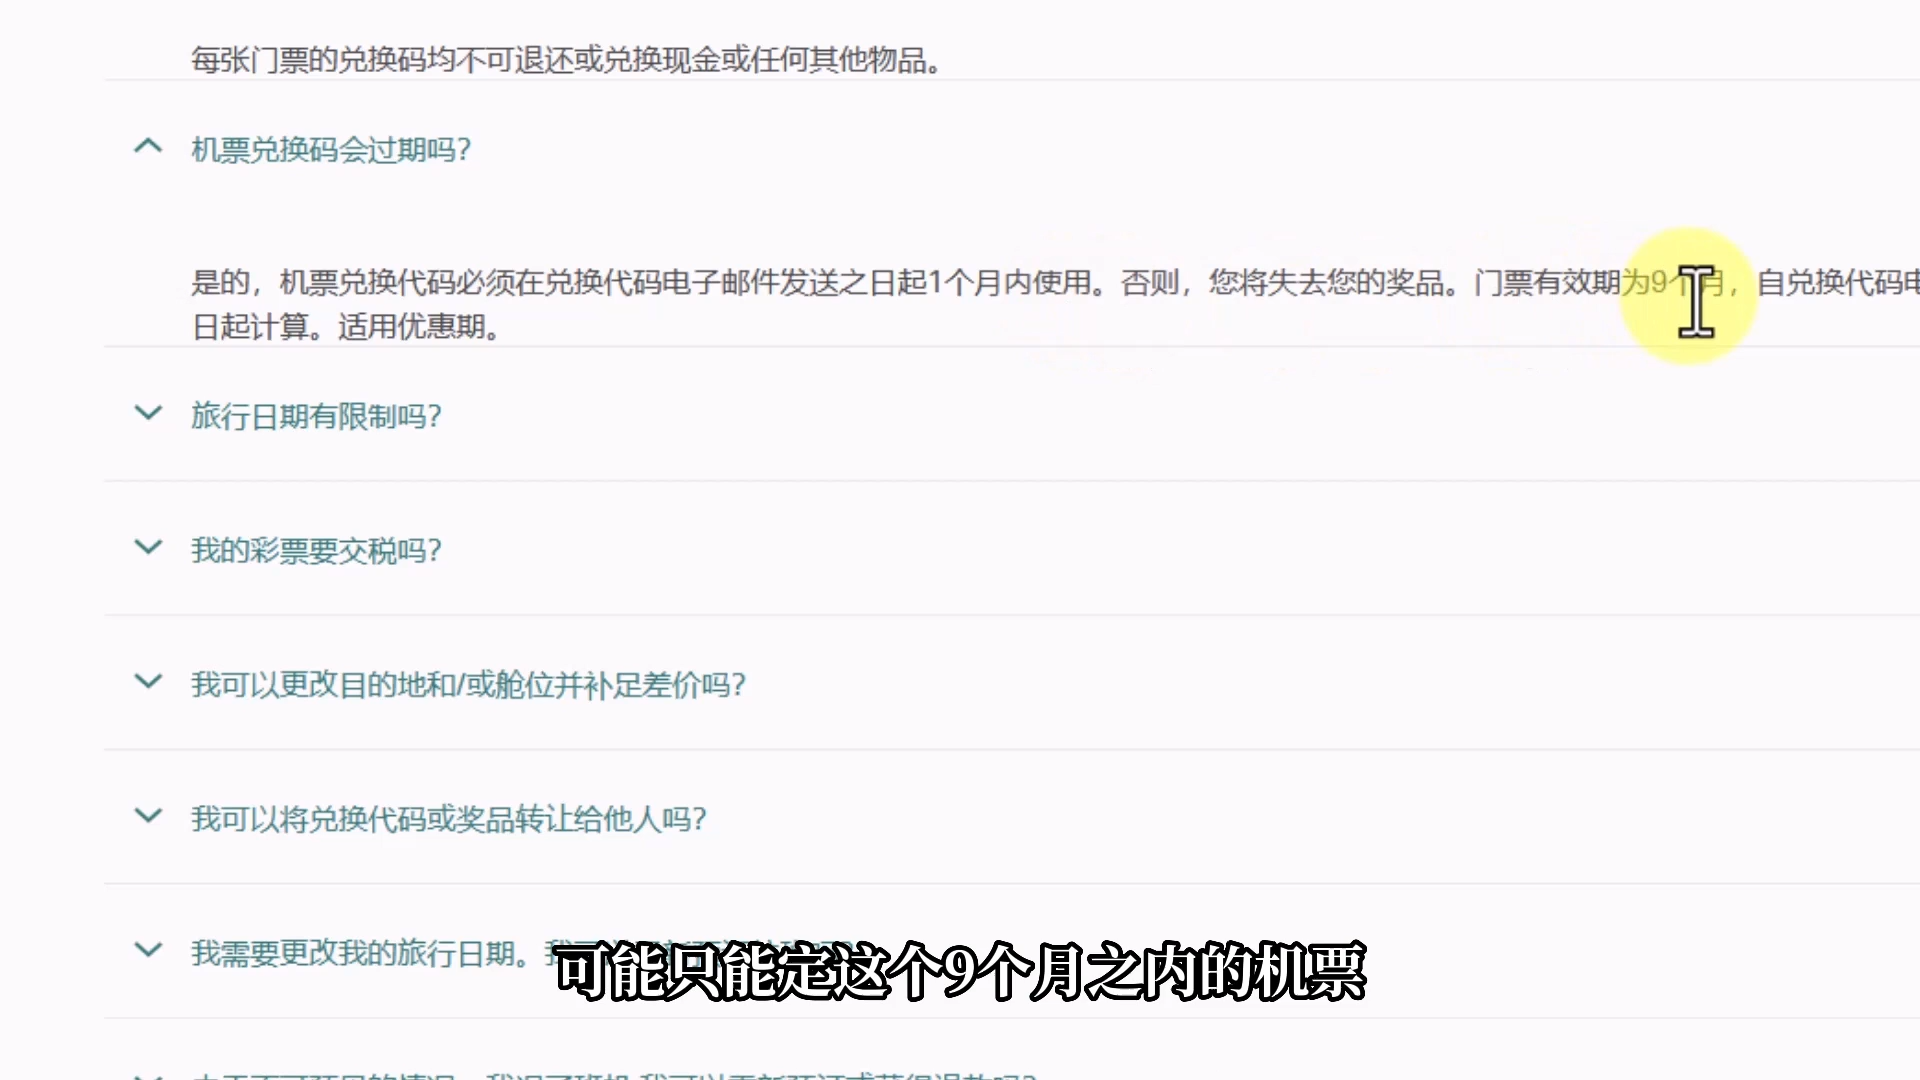 每张门票的兑换码均不可退还或兑换现金或任何其他物品。
机票兑换码会过期吗?
是的，机票兑换代码必须在兑换代码电子邮件发送之日起1个月内使用。否则，您将失去您的奖品。门票有效期为9个月，自兑换代码电
日起计算。适用优惠期。
旅行日期有限制吗?
我的彩票要交税吗?
我可以更改目的地和/或舱位并补足差价吗?
我可以将兑换代码或奖品转让给他人吗?
我需要更改我的旅行日期。
可能只能定这个9个月之内的机票